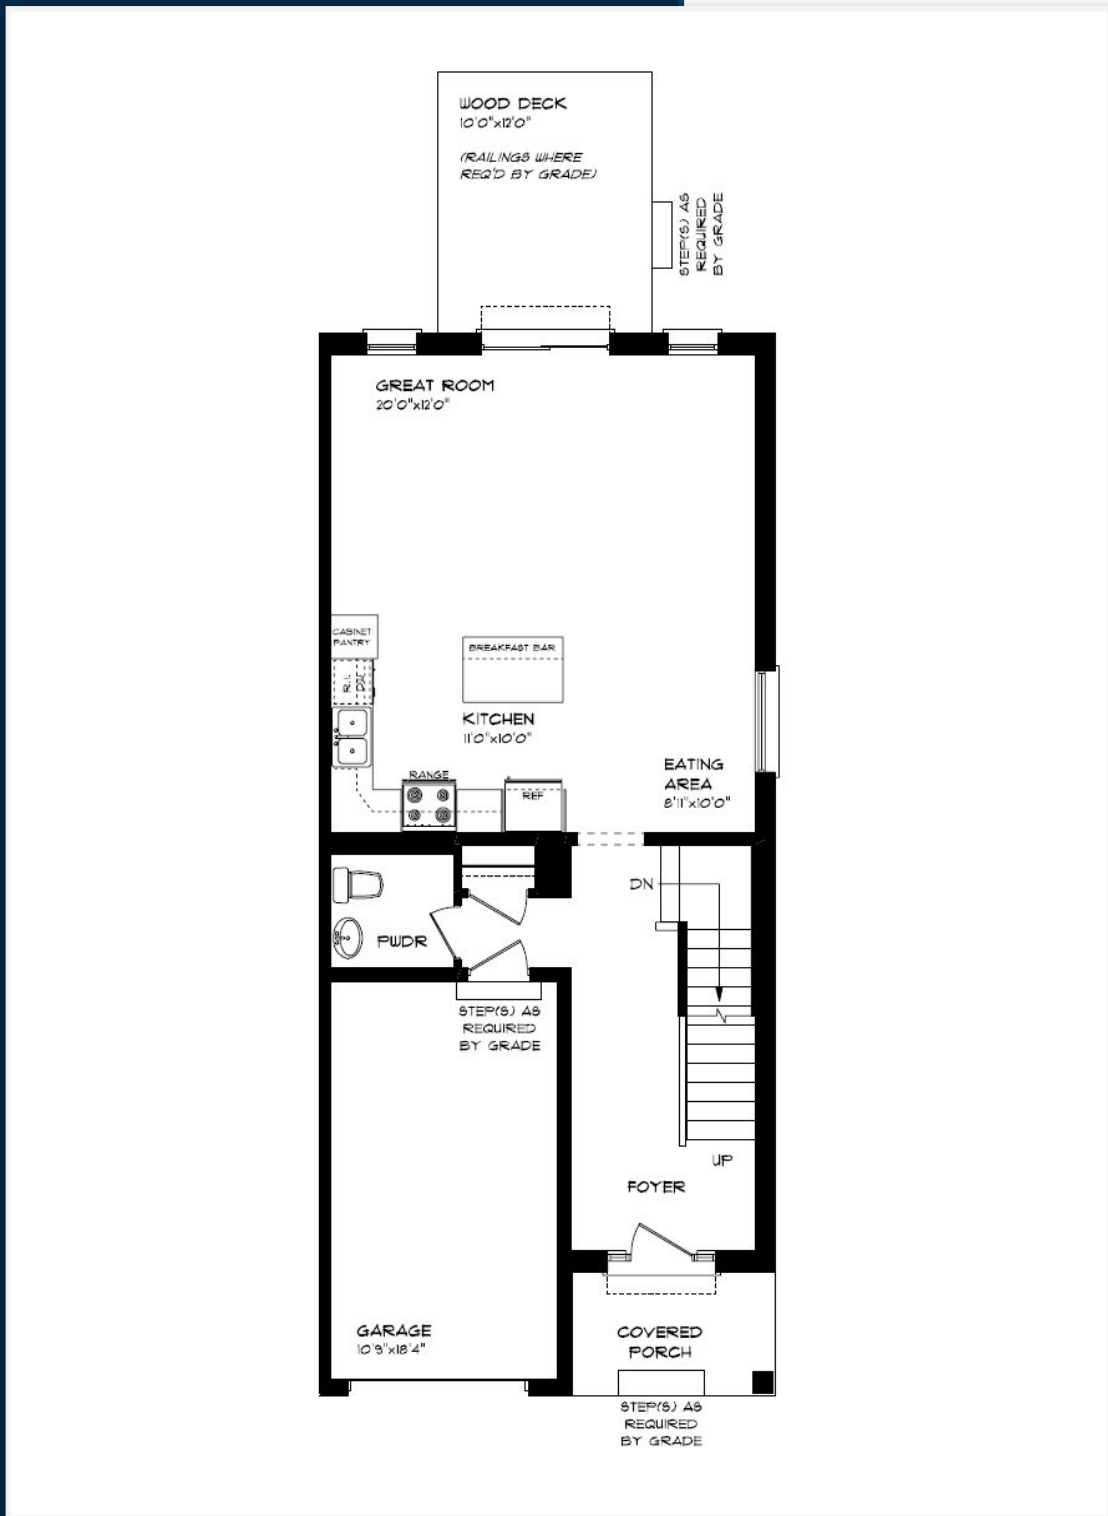 WOOD DECK
10'0"x12'0"
(RAILINGS WHERE
REQ'D BY GRADE)
STEP(S) AS
REQUIRED
BY GRADE
GREAT ROOM
20'0"x12'0"
CABINET
PANTRY
R.I.
D/W
BREAKFAST BAR
KITCHEN
11'0"x10'0"
RANGE
REF
EATING
AREA
8'11"x10'0"
DN
PWDR
STEP(S) AS
REQUIRED
BY GRADE
UP
FOYER
GARAGE
10'9"x18'4"
COVERED
PORCH
STEP(S) AS
REQUIRED
BY GRADE